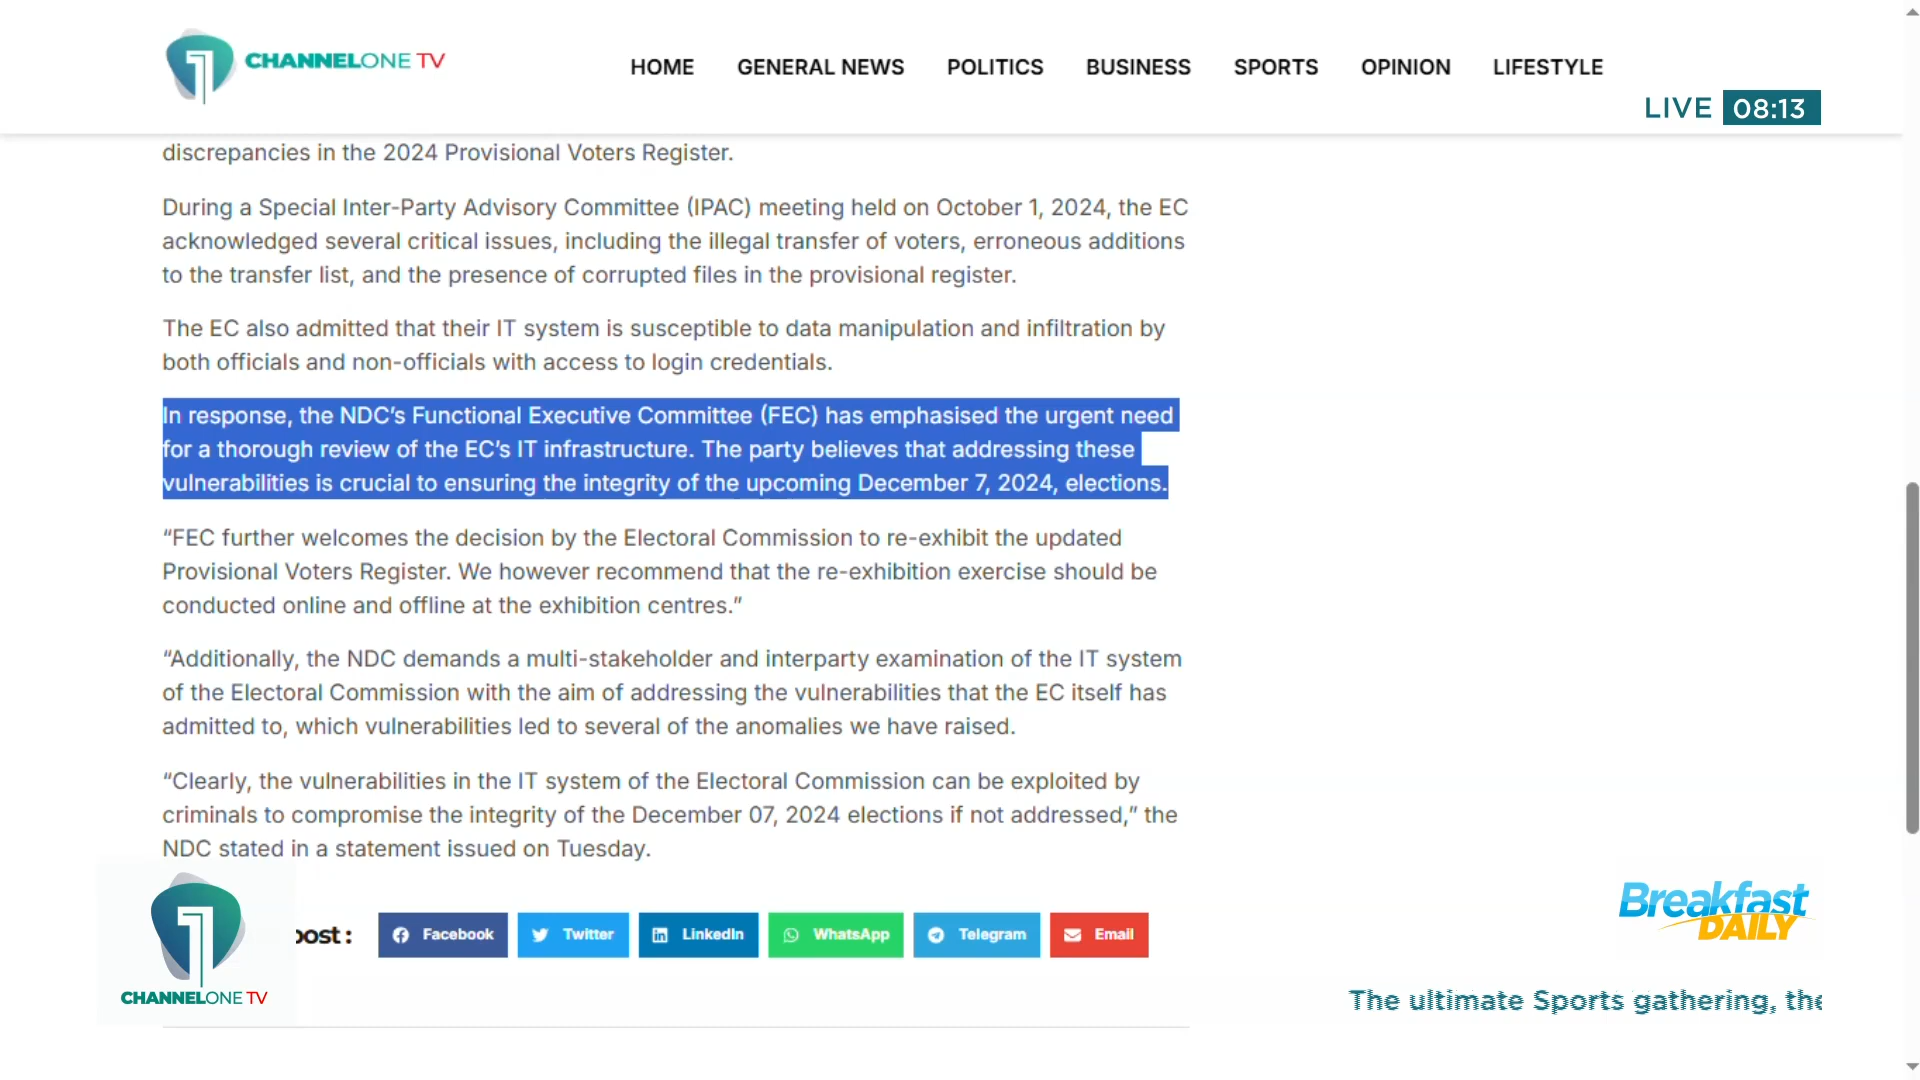 1 CHANNELONE TV
HOME GENERAL NEWS POLITICS BUSINESS SPORTS OPINION LIFESTYLE
LIVE 08:13
discrepancies in the 2024 Provisional Voters Register.
During a Special Inter-Party Advisory Committee (IPAC) meeting held on October 1, 2024, the EC
acknowledged several critical issues, including the illegal transfer of voters, erroneous additions
to the transfer list, and the presence of corrupted files in the provisional register.
The EC also admitted that their IT system is susceptible to data manipulation and infiltration by
both officials and non-officials with access to login credentials.
In response, the NDC’s Functional Executive Committee (FEC) has emphasised the urgent need
for a thorough review of the EC’s IT infrastructure. The party believes that addressing these
vulnerabilities is crucial to ensuring the integrity of the upcoming December 7, 2024, elections.
“FEC further welcomes the decision by the Electoral Commission to re-exhibit the updated
Provisional Voters Register. We however recommend that the re-exhibition exercise should be
conducted online and offline at the exhibition centres.”
“Additionally, the NDC demands a multi-stakeholder and interparty examination of the IT system
of the Electoral Commission with the aim of addressing the vulnerabilities that the EC itself has
admitted to, which vulnerabilities led to several of the anomalies we have raised.
“Clearly, the vulnerabilities in the IT system of the Electoral Commission can be exploited by
criminals to compromise the integrity of the December 07, 2024 elections if not addressed,” the
NDC stated in a statement issued on Tuesday.
ost :
Facebook Twitter LinkedIn WhatsApp Telegram Email
1
CHANNELONE TV
Breakfast
DAILY
The ultimate Sports gathering, the